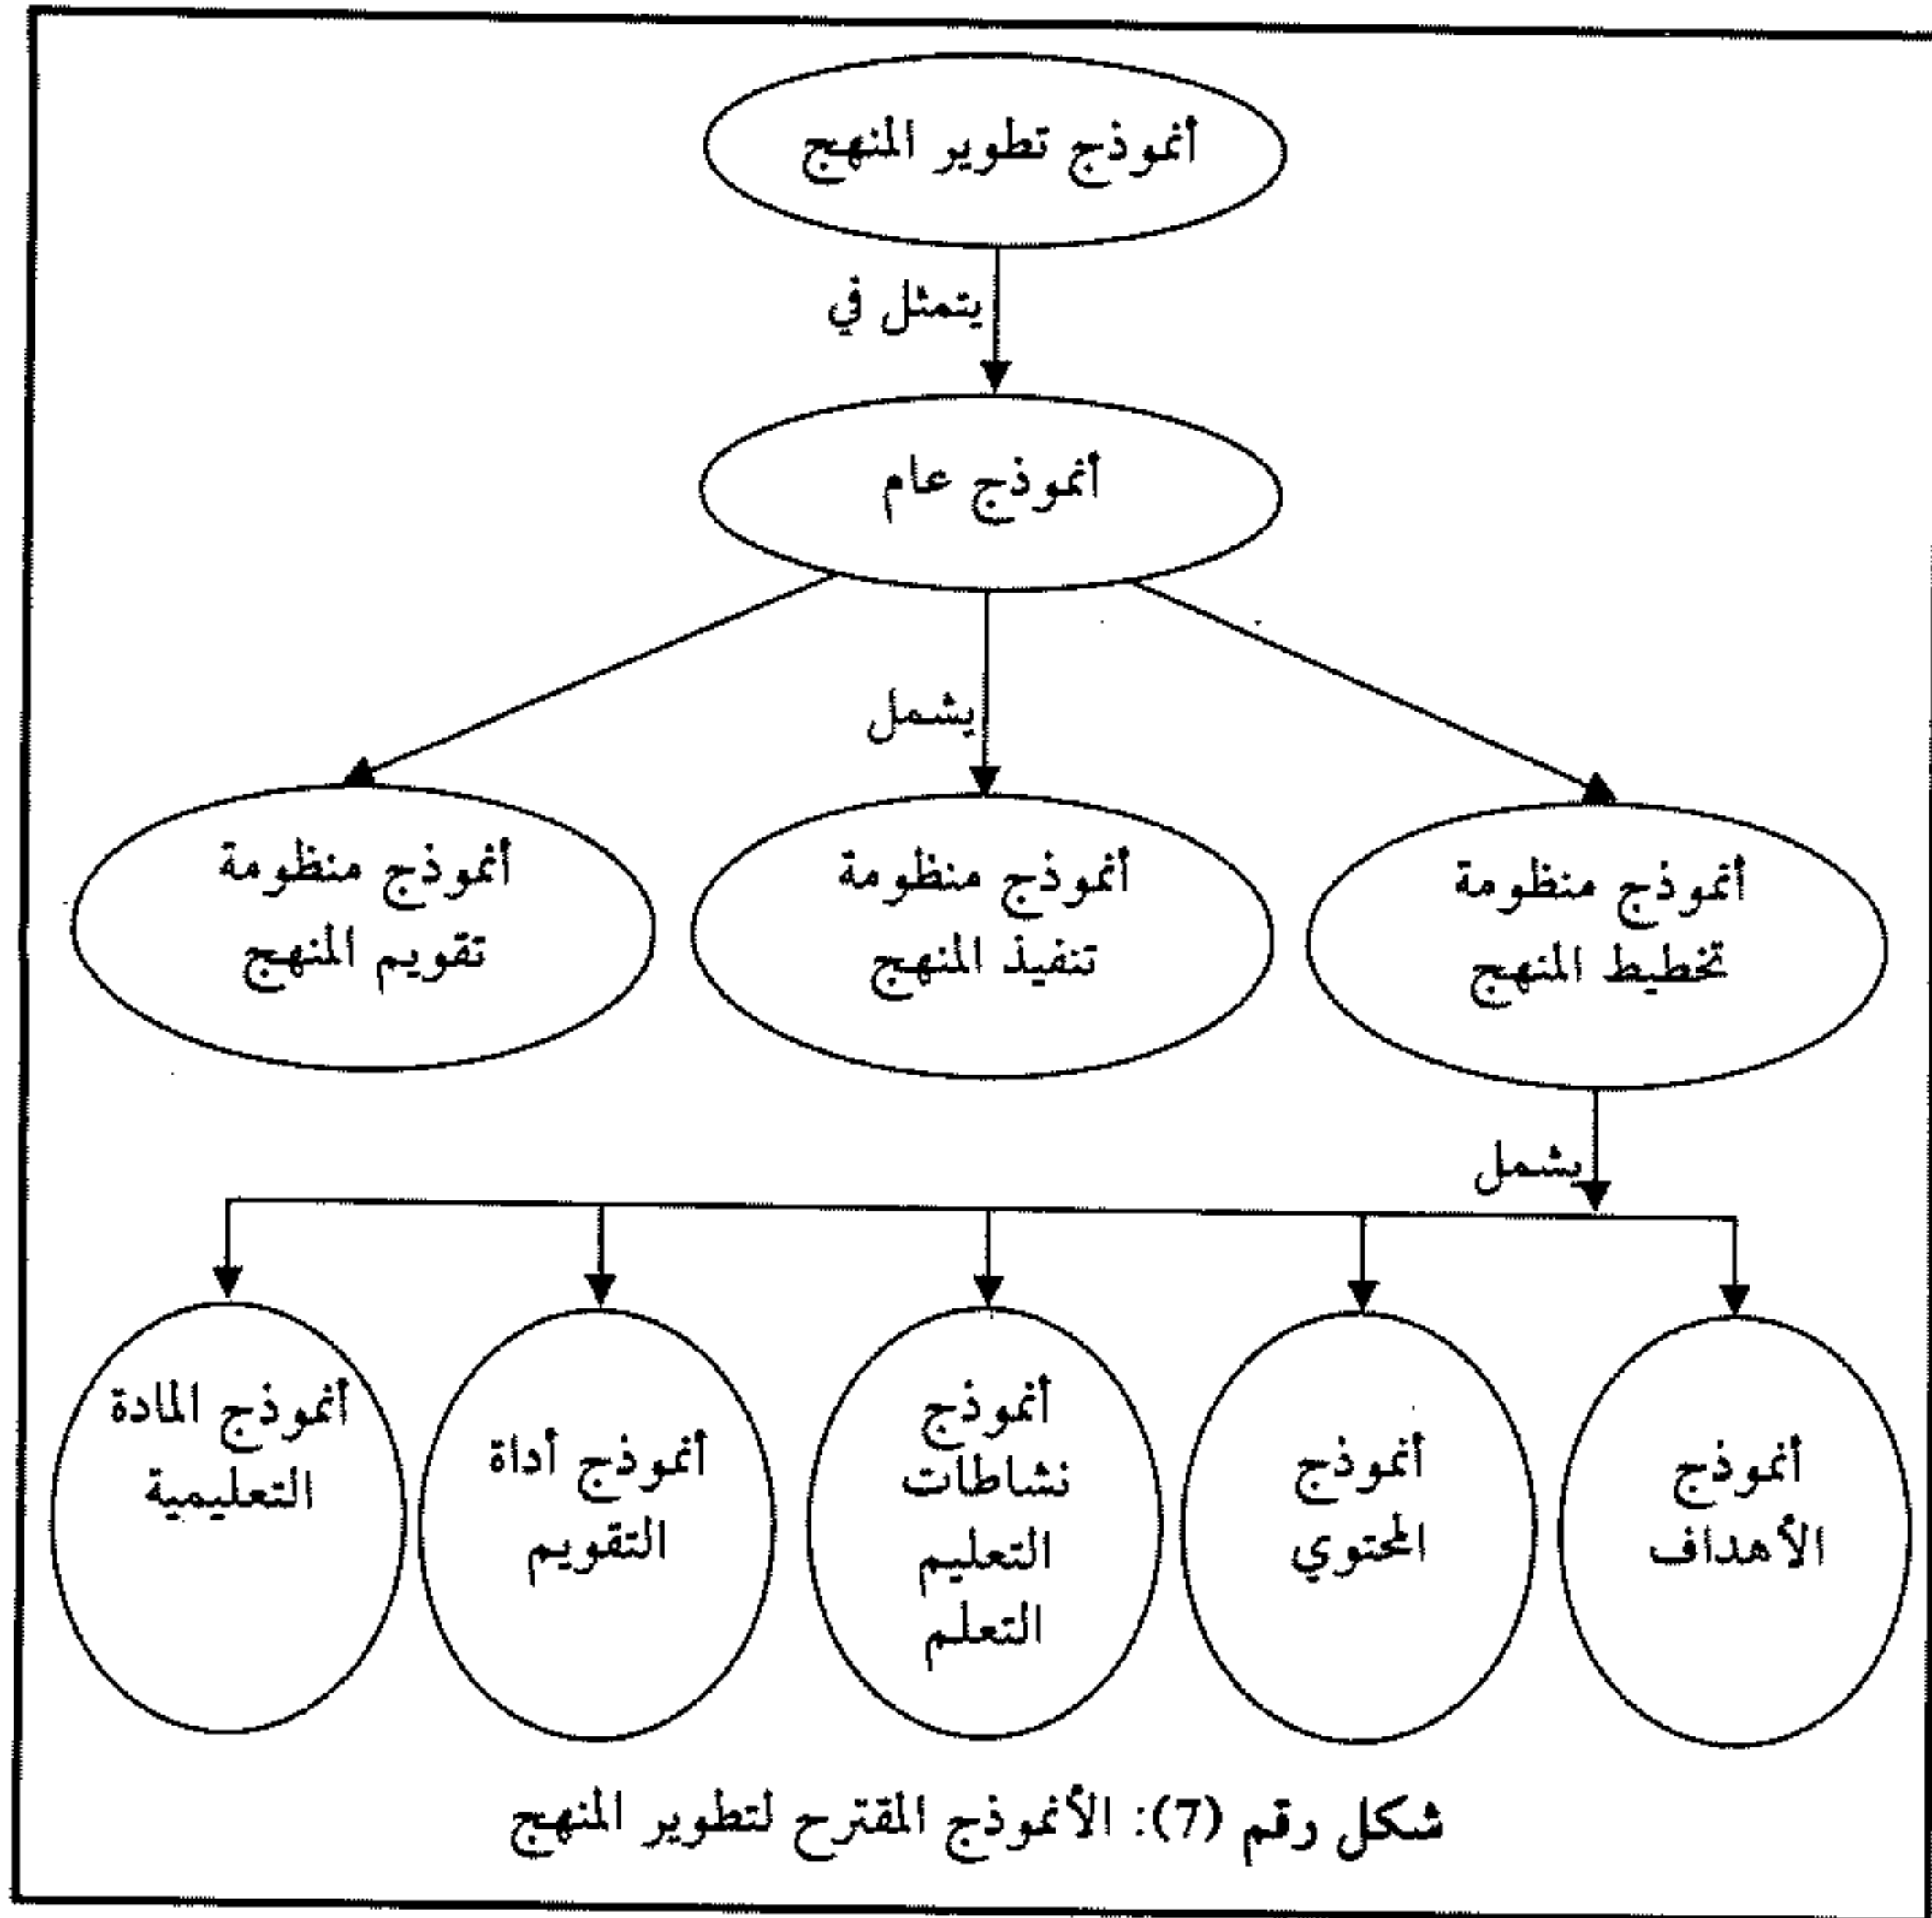 أنموذج تطوير المنهج
يتمثل في
أنموذج عام
يشمل
أنموذج منظومة
تخطيط المنهج
أنموذج منظومة
تنفيذ المنهج
أنموذج منظومة
تقويم المنهج
يشمل
أنموذج
الأهداف
أنموذج
المحتوي
أنموذج
نشاطات
التعليم
التعلم
أنموذج أداة
التقويم
أنموذج المادة
التعليمية
شكل رقم (7): الأنموذج المقترح لتطوير المنهج